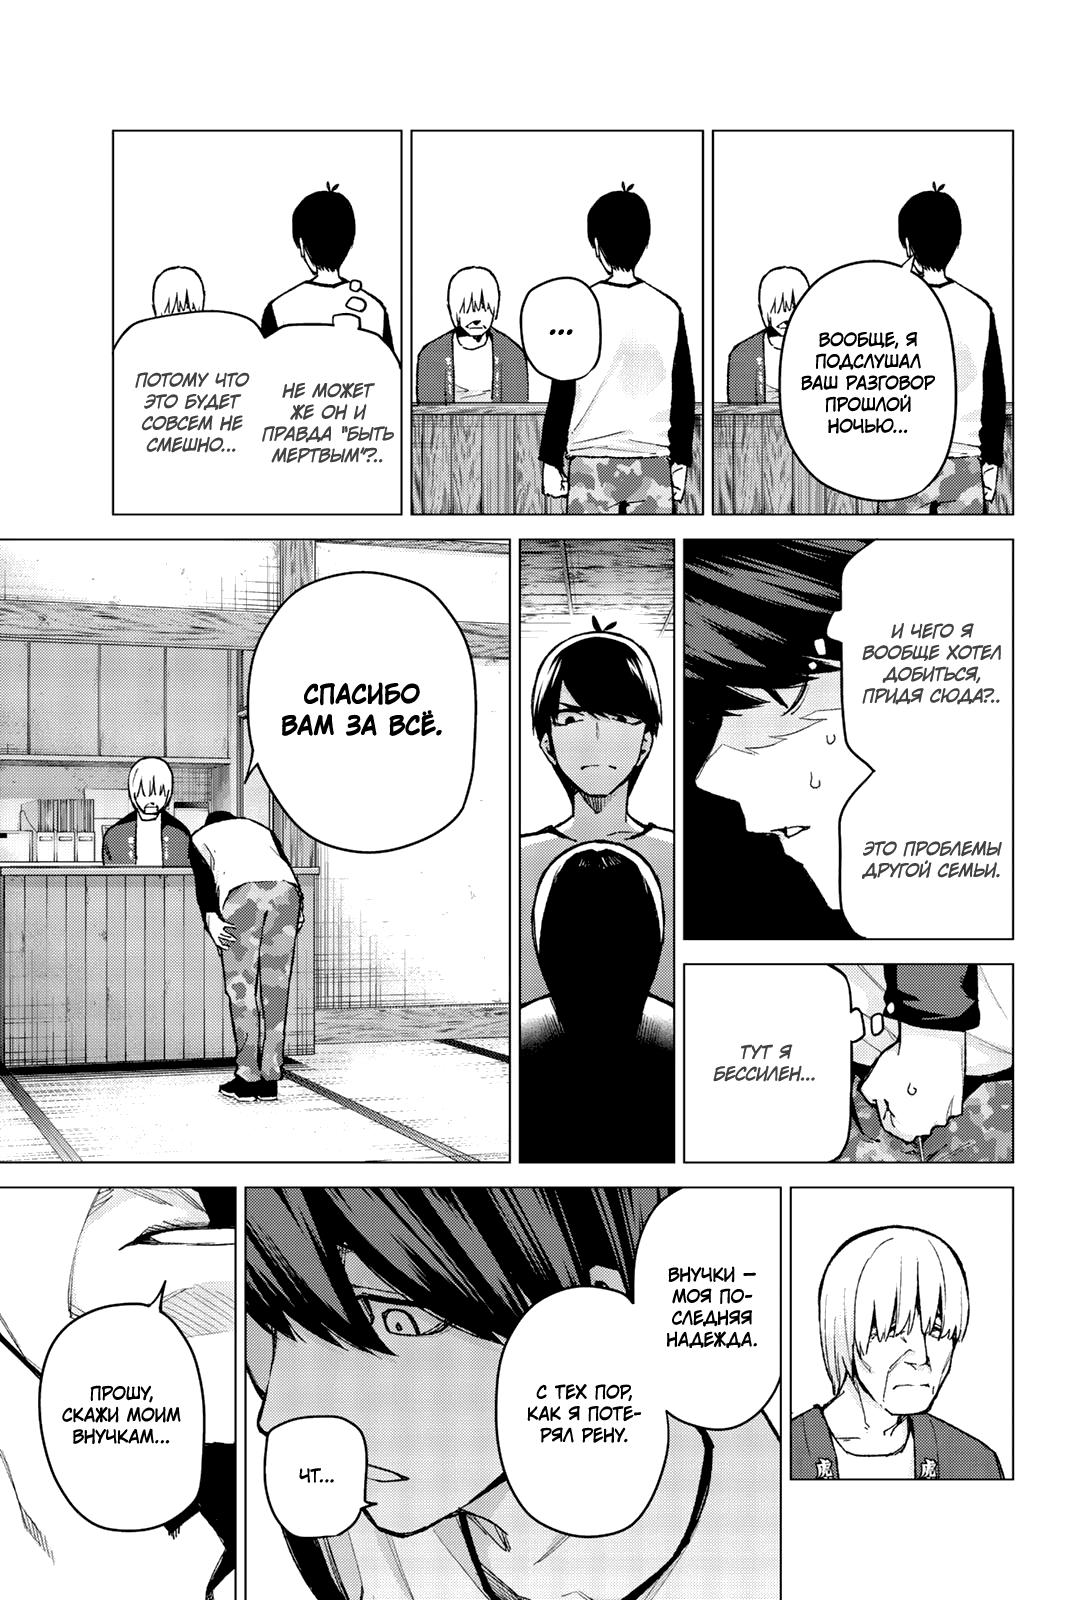 ВООБЩЕ, Я
ПОДСЛУШАЛ
ВАШ РАЗГОВОР
ПРОШЛОЙ
НОЧЬЮ...
...
НЕ МОЖЕТ
ЖЕ ОН И
ПРАВДА "БЫТЬ
МЕРТВЫМ"?..
ПОТОМУ ЧТО
ЭТО БУДЕТ
СОВСЕМ НЕ
СМЕШНО...
И ЧЕГО Я
ВООБЩЕ ХОТЕЛ
ДОБИТЬСЯ,
ПРИДЯ СЮДА?..
ЭТО ПРОБЛЕМЫ
ДРУГОЙ СЕМЬИ.
ТУТ Я
БЕССИЛЕН...
СПАСИБО
ВАМ ЗА ВСЁ.
虎
虎
ВНУЧКИ —
МОЯ ПО-
СЛЕДНЯЯ
НАДЕЖДА.
С ТЕХ ПОР,
КАК Я ПОТЕ-
РЯЛ РЕНУ.
ЧТ...
ПРОШУ,
СКАЖИ МОИМ
ВНУЧКАМ...